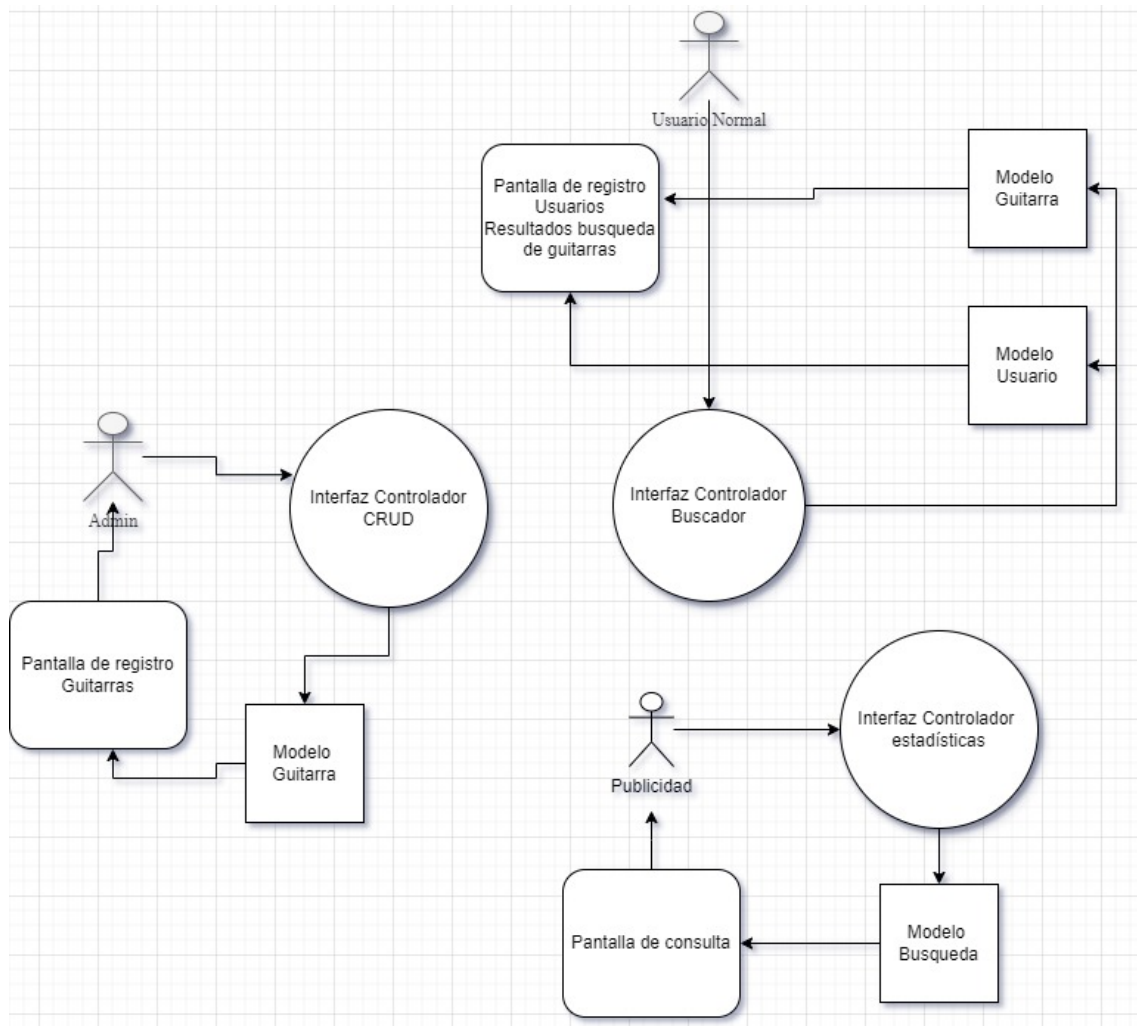 Usuario Normal
Pantalla de registro
Usuarios
Resultados busqueda
de guitarras
Modelo
Guitarra
Modelo
Usuario
Admin
Interfaz Controlador
CRUD
Interfaz Controlador
Buscador
Pantalla de registro
Guitarras
Modelo
Guitarra
Publicidad
Interfaz Controlador
estadísticas
Pantalla de consulta
Modelo
Busqueda